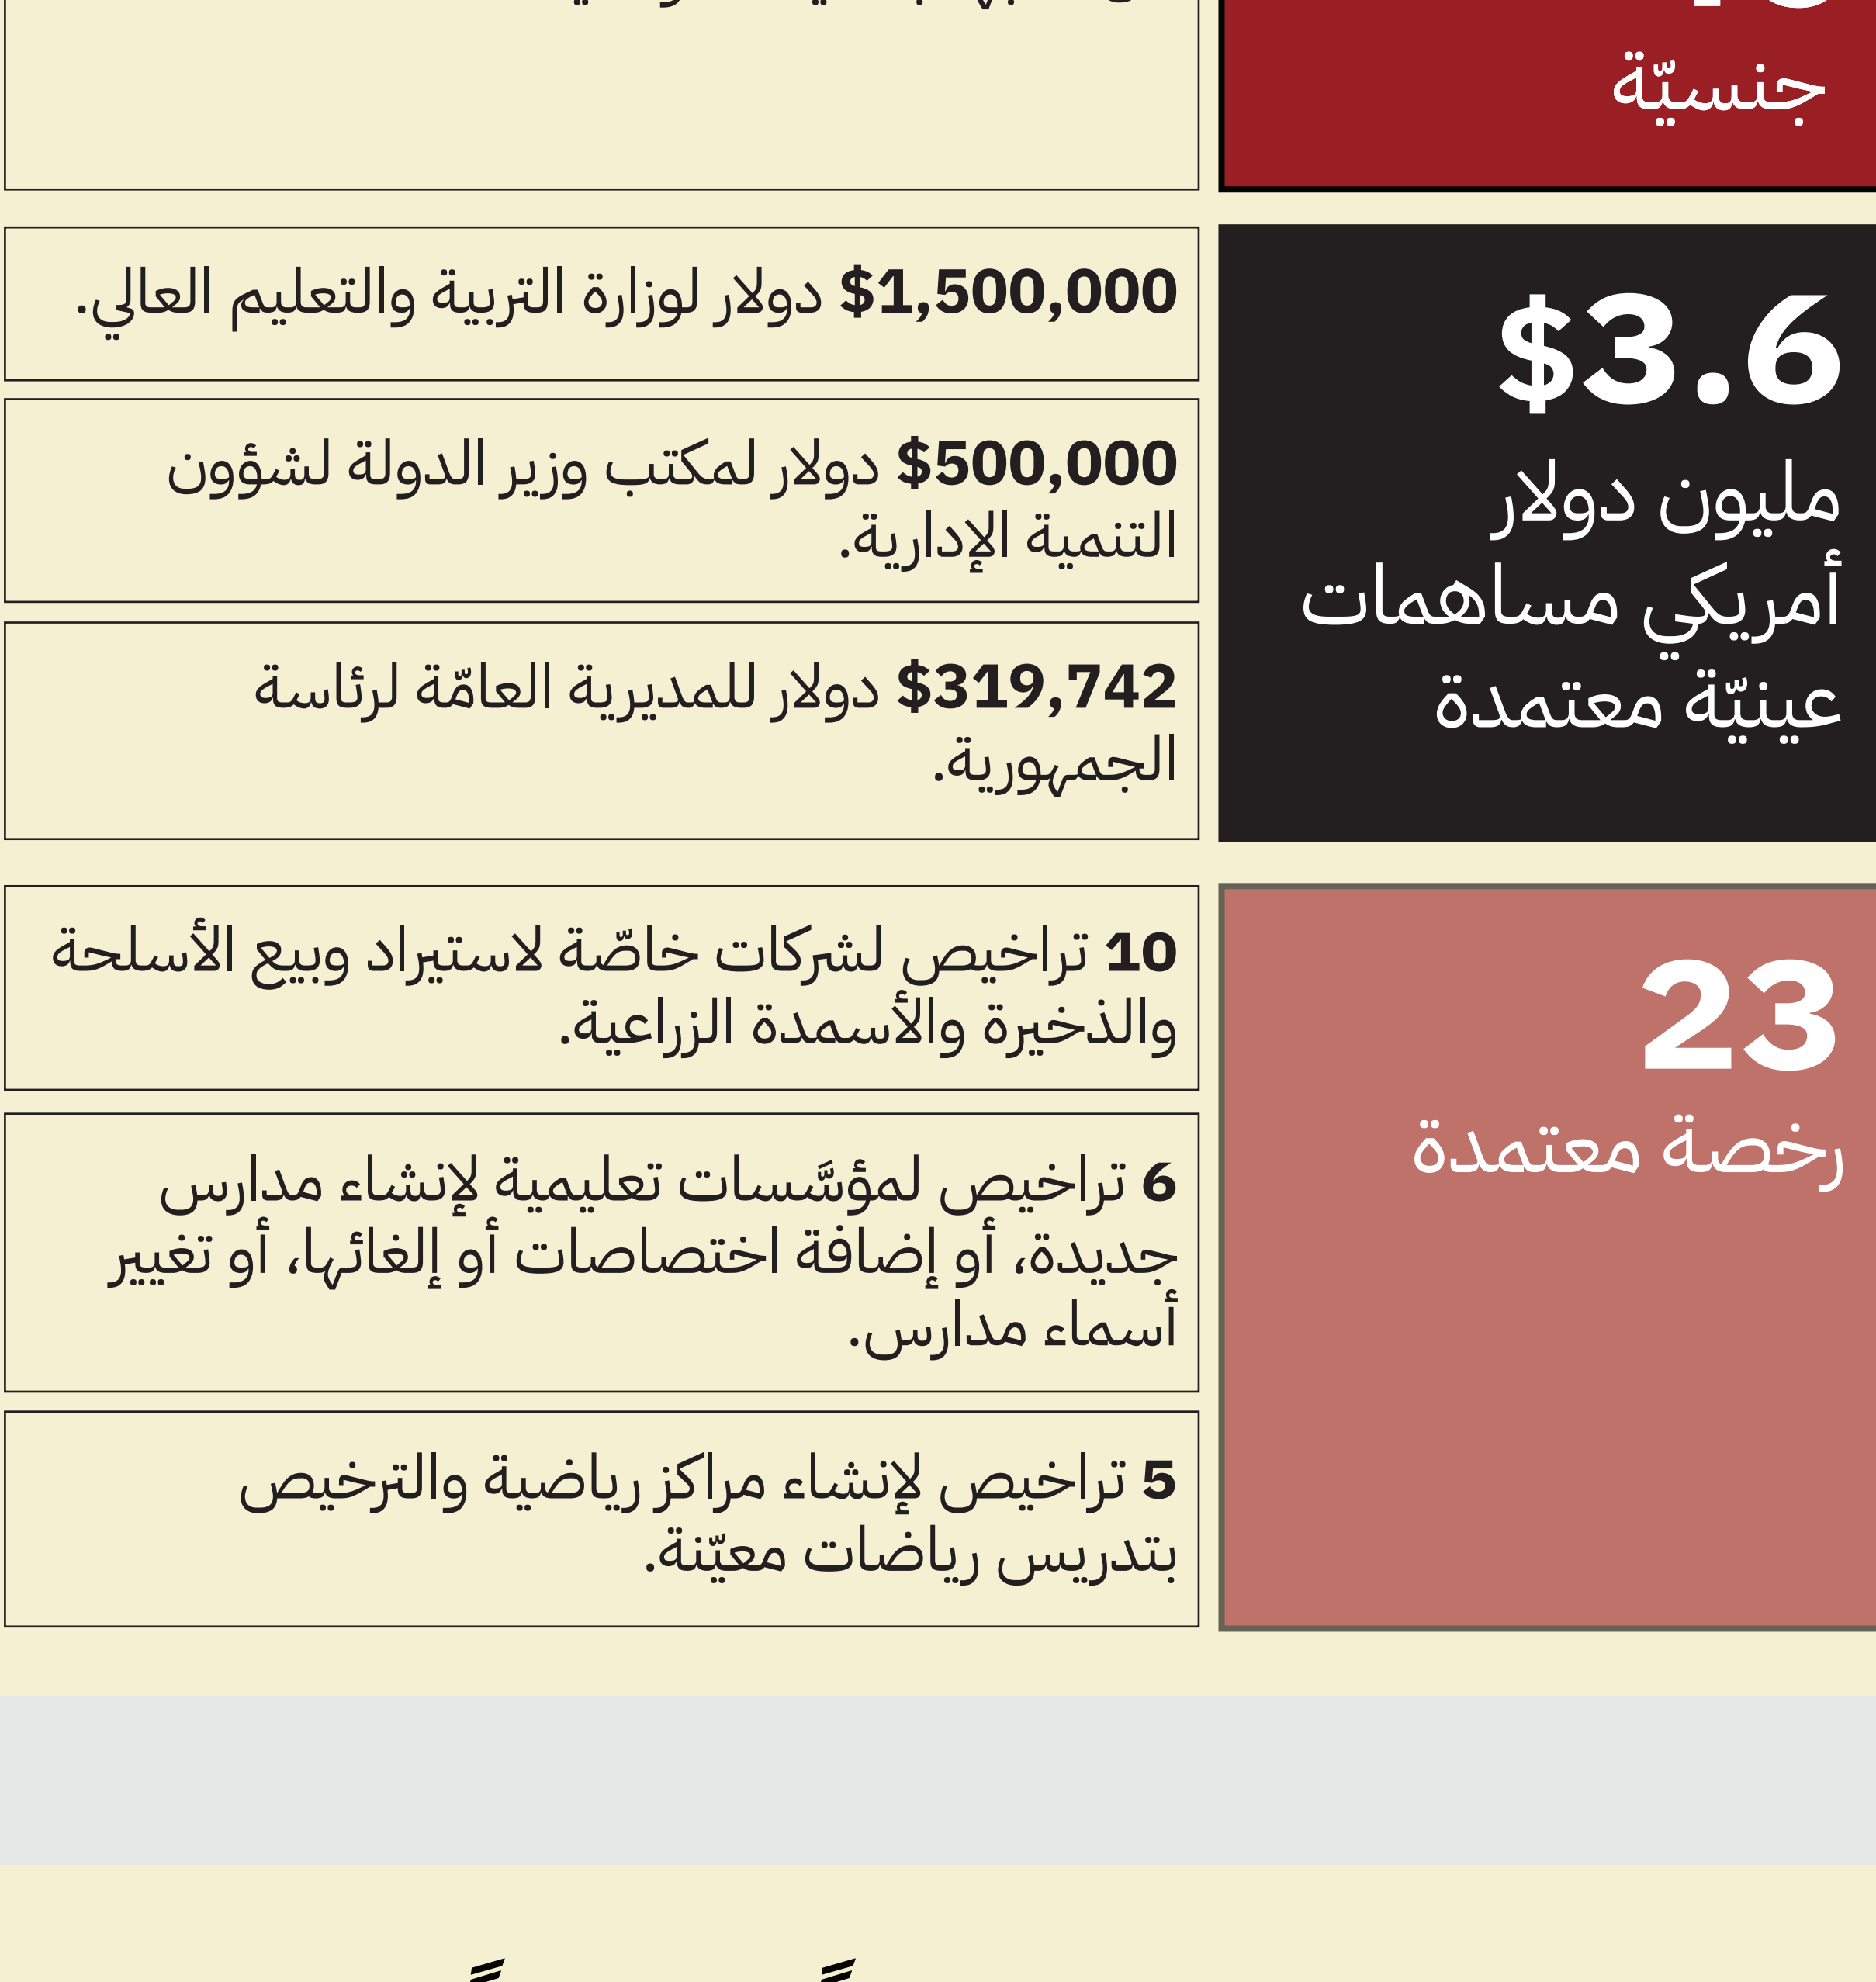 جنسيّة
$3.6
مليون دولار
أمريكي مساهمات
عينيّة معتمدة
$1,500,000 دولار لوزارة التربية والتعليم العالي.
$500,000 دولار لمكتب وزير الدولة لشؤون
التنمية الإدارية.
$319,742 دولار للمديرية العامّة لرئاسة
الجمهورية.
23
رخصة معتمدة
10 تراخيص لشركات خاصّة لاستيراد وبيع الأسلحة
والذخيرة والأسمدة الزراعية.
6 تراخيص لمؤسَّسات تعليمية لإنشاء مدارس
جديدة، أو إضافة اختصاصات أو إلغائها، أو تغيير
أسماء مدارس.
5 تراخيص لإنشاء مراكز رياضية والترخيص
بتدريس رياضات معيّنة.